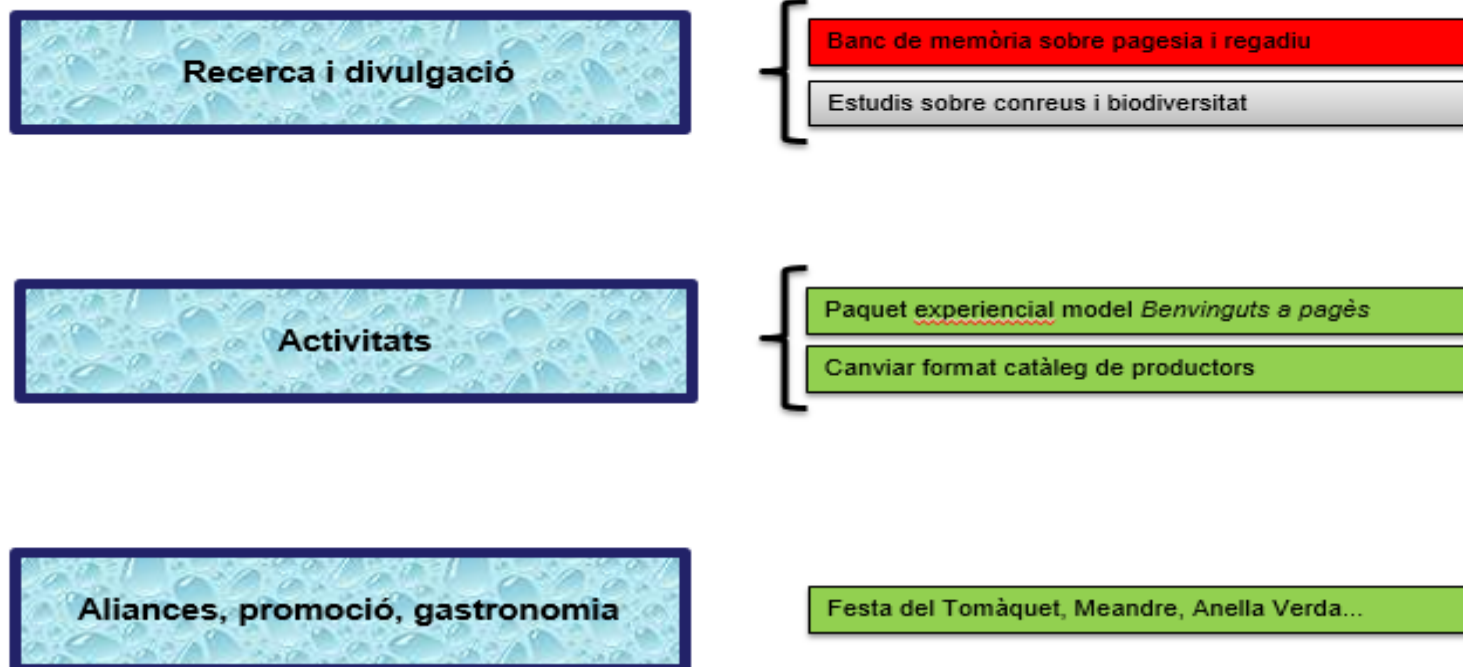 Recerca i divulgació
Banc de memòria sobre pagesia i regadiu
Estudis sobre conreus i biodiversitat
Activitats
Paquet experiencial model Benvinguts a pagès
Canviar format catàleg de productors
Aliances, promoció, gastronomia
Festa del Tomàquet, Meandre, Anella Verda...